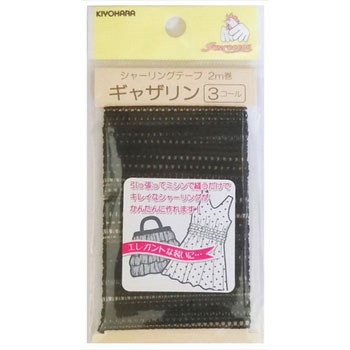 KIYOHARA
シャーリングテープ 2m巻
ギャザリン 3コール
引っ張ってミシンで縫うだけで
キレイなシャーリングが
かんたんに作れます!
エレガントな装いに…